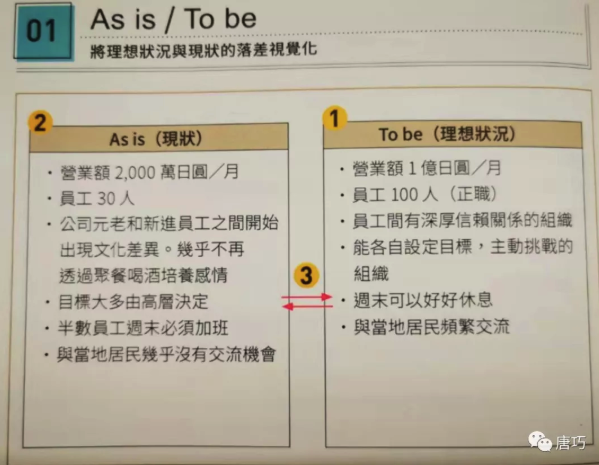 01
As is / To be
將理想狀況與現狀的落差視覺化
2
As is（現狀）
・營業額 2,000 萬日圓／月
・員工 30 人
・公司元老和新進員工之間開始
出現文化差異。幾乎不再
透過聚餐喝酒培養感情
・目標大多由高層決定
・半數員工週末必須加班
・與當地居民幾乎沒有交流機會
3
1
To be（理想狀況）
・營業額 1 億日圓／月
・員工 100 人（正職）
・員工間有深厚信賴關係的組織
・能各自設定目標，主動挑戰的
組織
・週末可以好好休息
・與當地居民頻繁交流
唐巧